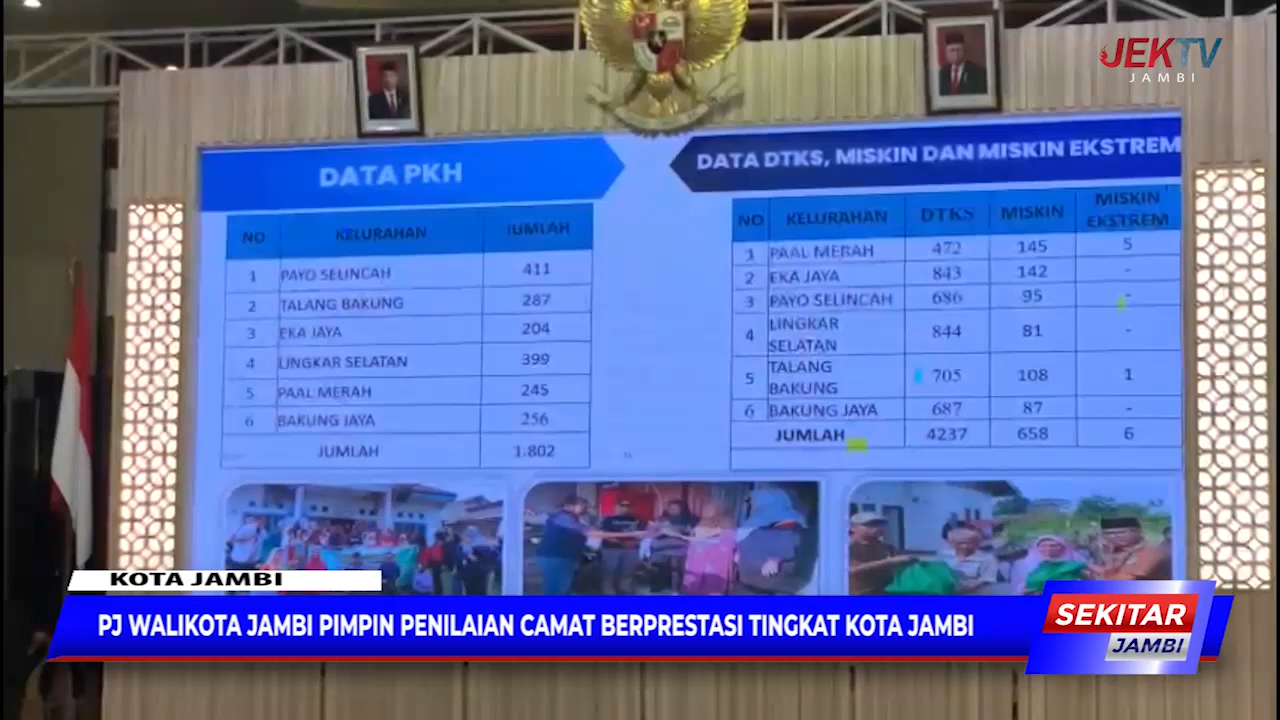 JEKTV
JAMBI
DATA PKH
NO KELURAHAN JUMLAH
1 PAYO SELINCAH 411
2 TALANG BAKUNG 287
3 EKA JAYA 204
4 LINGKAR SELATAN 399
5 PAAL MERAH 245
6 BAKUNG JAYA 256
JUMLAH 1.802
DATA DTKS, MISKIN DAN MISKIN EKSTREM
NO KELURAHAN DTKS MISKIN MISKIN
EKSTREM
1 PAAL MERAH 472 145 5
2 EKA JAYA 843 142 -
3 PAYO SELINCAH 686 95 -
4 LINGKAR
SELATAN 844 81 -
5 TALANG
BAKUNG 705 108 1
6 BAKUNG JAYA 687 87 -
JUMLAH 4237 658 6
KOTA JAMBI
PJ WALIKOTA JAMBI PIMPIN PENILAIAN CAMAT BERPRESTASI TINGKAT KOTA JAMBI
SEKITAR
JAMBI